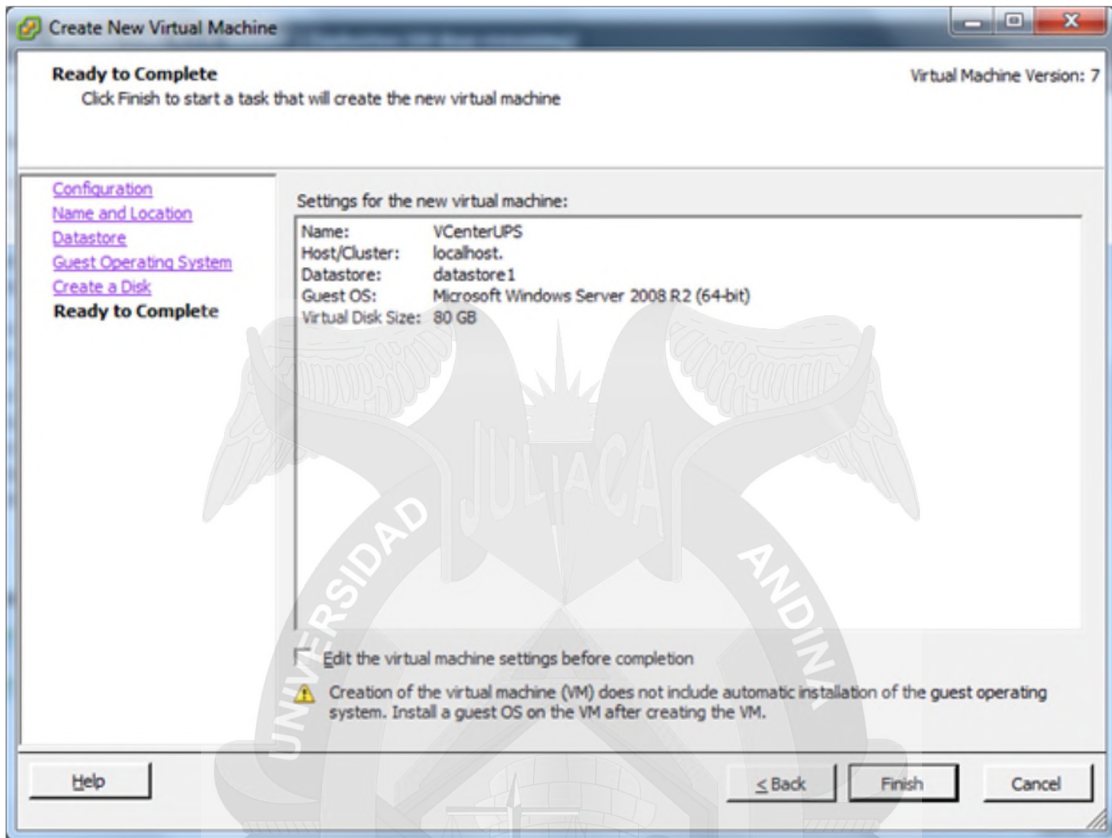 Create New Virtual Machine
Ready to Complete
Virtual Machine Version: 7
Click Finish to start a task that will create the new virtual machine
Configuration
Name and Location
Datastore
Guest Operating System
Create a Disk
Ready to Complete
Settings for the new virtual machine:
Name: VCenterUPS
Host/Cluster: localhost.
Datastore: datastore1
Guest OS: Microsoft Windows Server 2008 R2 (64-bit)
Virtual Disk Size: 80 GB
Edit the virtual machine settings before completion
Creation of the virtual machine (VM) does not include automatic installation of the guest operating
system. Install a guest OS on the VM after creating the VM.
Help
< Back
Finish
Cancel
UNIVERSIDAD
ANDINA
JULIACA